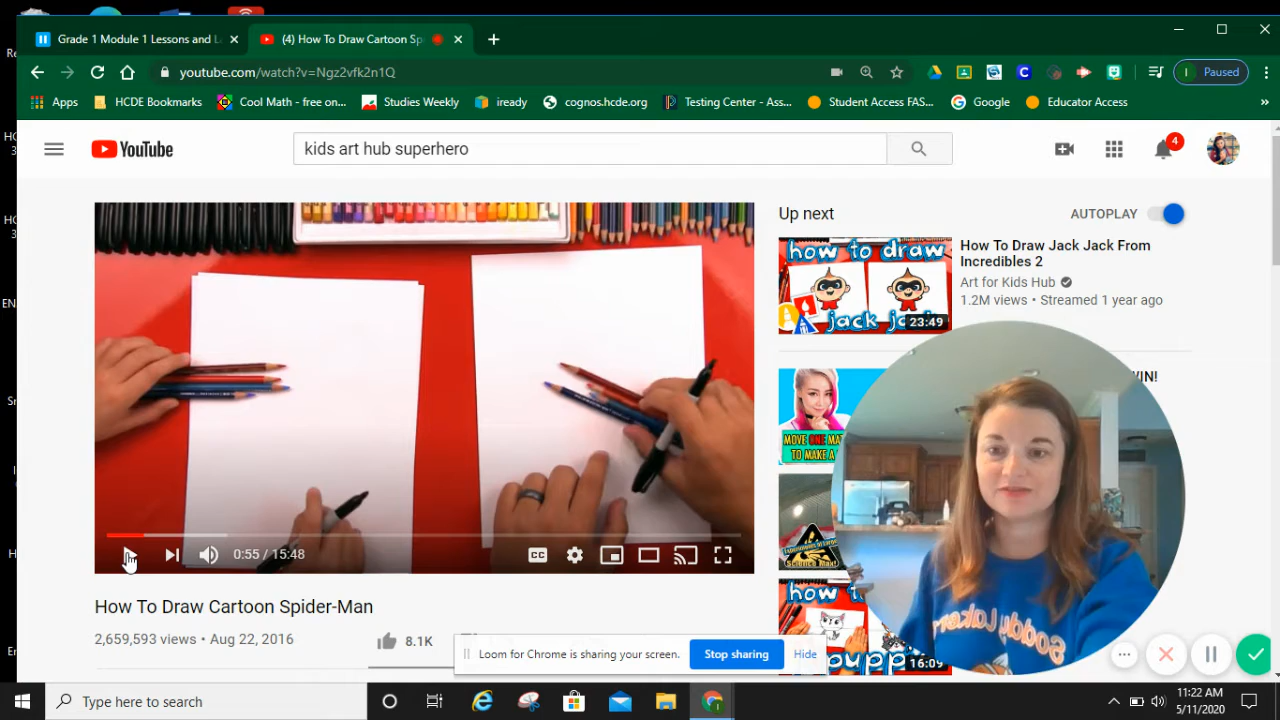 Grade 1 Module 1 Lessons and L
(4) How To Draw Cartoon Sp
youtube.com/watch?v=Ngz2vfk2n1Q
Paused
Apps
HCDE Bookmarks
Cool Math - free on...
Studies Weekly
iready
cognos.hcde.org
Testing Center - Ass...
Student Access FAS...
Google
Educator Access
YouTube
kids art hub superhero
4
Up next
AUTOPLAY
how to draw
jack
23:49
How To Draw Jack Jack From
Incredibles 2
Art for Kids Hub
1.2M views • Streamed 1 year ago
MOVE ONE MA
TO MAKE A
WIN!
how
16:09
CC
0:55 / 15:48
How To Draw Cartoon Spider-Man
2,659,593 views • Aug 22, 2016
8.1K
Loom for Chrome is sharing your screen.
Stop sharing
Hide
Type here to search
11:22 AM
5/11/2020